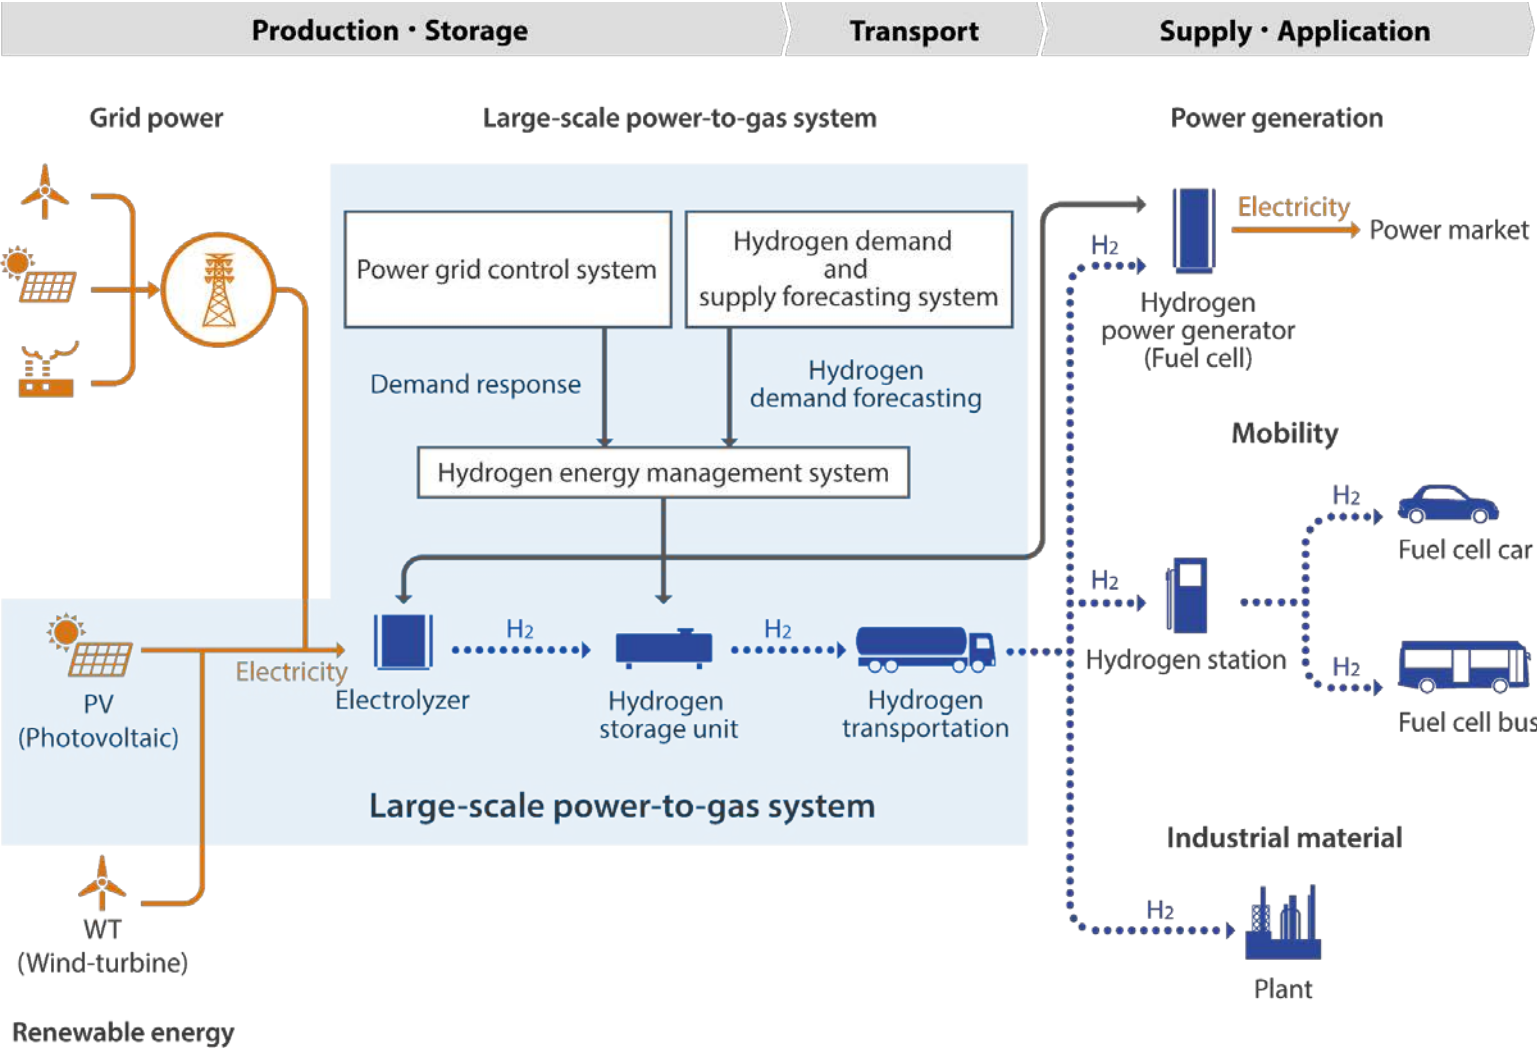 Production・Storage
Transport
Supply・Application
Grid power
Large-scale power-to-gas system
Power generation
Power grid control system
Hydrogen demand
and
supply forecasting system
Demand response
Hydrogen
demand forecasting
Hydrogen energy management system
H2
Electricity
Power market
Hydrogen
power generator
(Fuel cell)
Mobility
H2
Fuel cell car
H2
Hydrogen station
H2
Fuel cell bus
PV
(Photovoltaic)
Electricity
Electrolyzer
H2
Hydrogen
storage unit
H2
Hydrogen
transportation
Large-scale power-to-gas system
WT
(Wind-turbine)
Industrial material
H2
Plant
Renewable energy